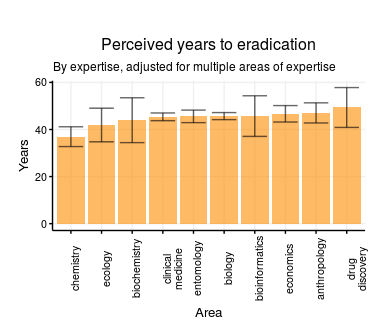 Perceived years to eradication
By expertise, adjusted for multiple areas of expertise
60
40
20
0
Years
chemistry
ecology
biochemistry
clinical
medicine
entomology
biology
bioinformatics
economics
anthropology
drug
discovery
Area